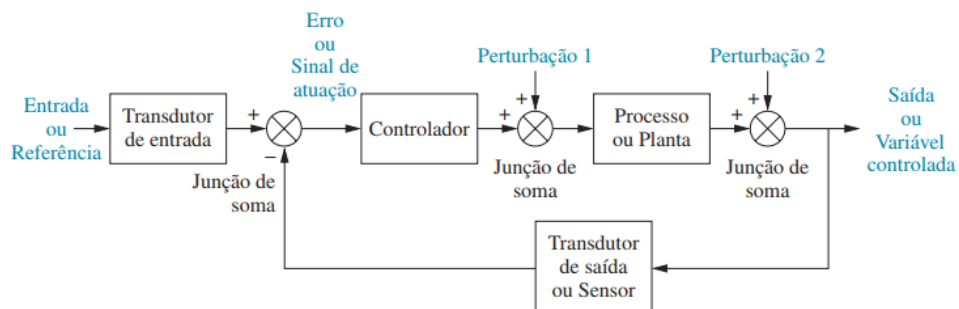 Erro
ou
Sinal de
atuação
Perturbação 1
Perturbação 2
Entrada
ou
Referência
Transdutor
de entrada
+
−
Junção de
soma
Controlador
+
+
Junção de
soma
Processo
ou Planta
+
+
Junção de
soma
Saída
ou
Variável
controlada
Transdutor
de saída
ou Sensor